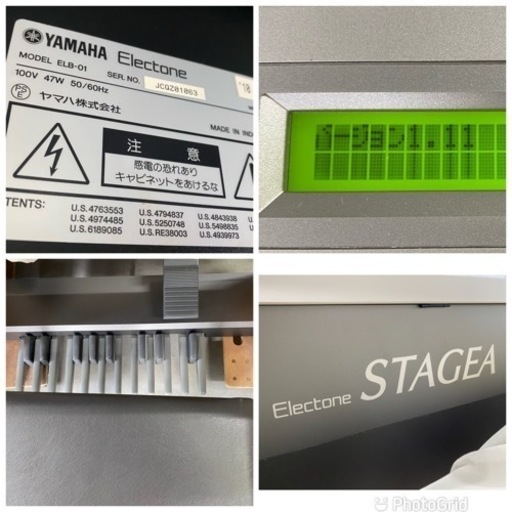 YAMAHA Electone
MODEL ELB-01
100V 47W 50/60Hz SER NO. JCQZ01063 '10
ヤマハ株式会社
MADE IN IND
注 意
感電の恐れあり
キャビネットをあけるな
TENTS:
U.S.4763553 U.S.4794837 U.S.4843938
U.S.4974485 U.S.5250748 U.S.5498835
U.S.6189085 U.S.RE38003 U.S.4939973
バージョン1.11
Electone STAGEA
PhotoGrid